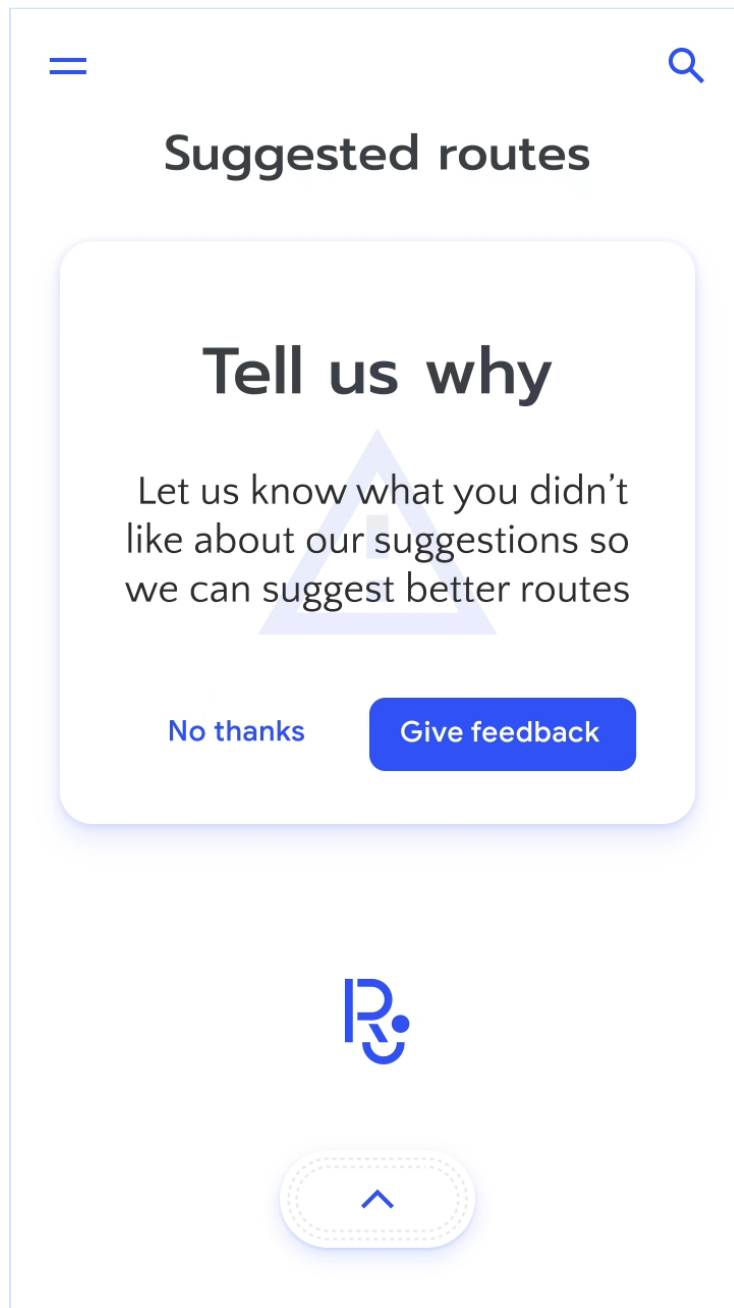 Suggested routes
Tell us why
Let us know what you didn’t
like about our suggestions so
we can suggest better routes
No thanks
Give feedback
R